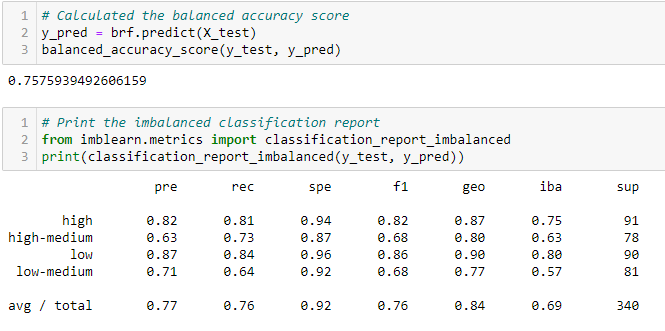 1 # Calculated the balanced accuracy score
2 y_pred = brf.predict(X_test)
3 balanced_accuracy_score(y_test, y_pred)
0.7575939492606159
1 # Print the imbalanced classification report
2 from imblearn.metrics import classification_report_imbalanced
3 print(classification_report_imbalanced(y_test, y_pred))
pre rec spe f1 geo iba sup
high 0.82 0.81 0.94 0.82 0.87 0.75 91
high-medium 0.63 0.73 0.87 0.68 0.80 0.63 78
low 0.87 0.84 0.96 0.86 0.90 0.80 90
low-medium 0.71 0.64 0.92 0.68 0.77 0.57 81
avg / total 0.77 0.76 0.92 0.76 0.84 0.69 340